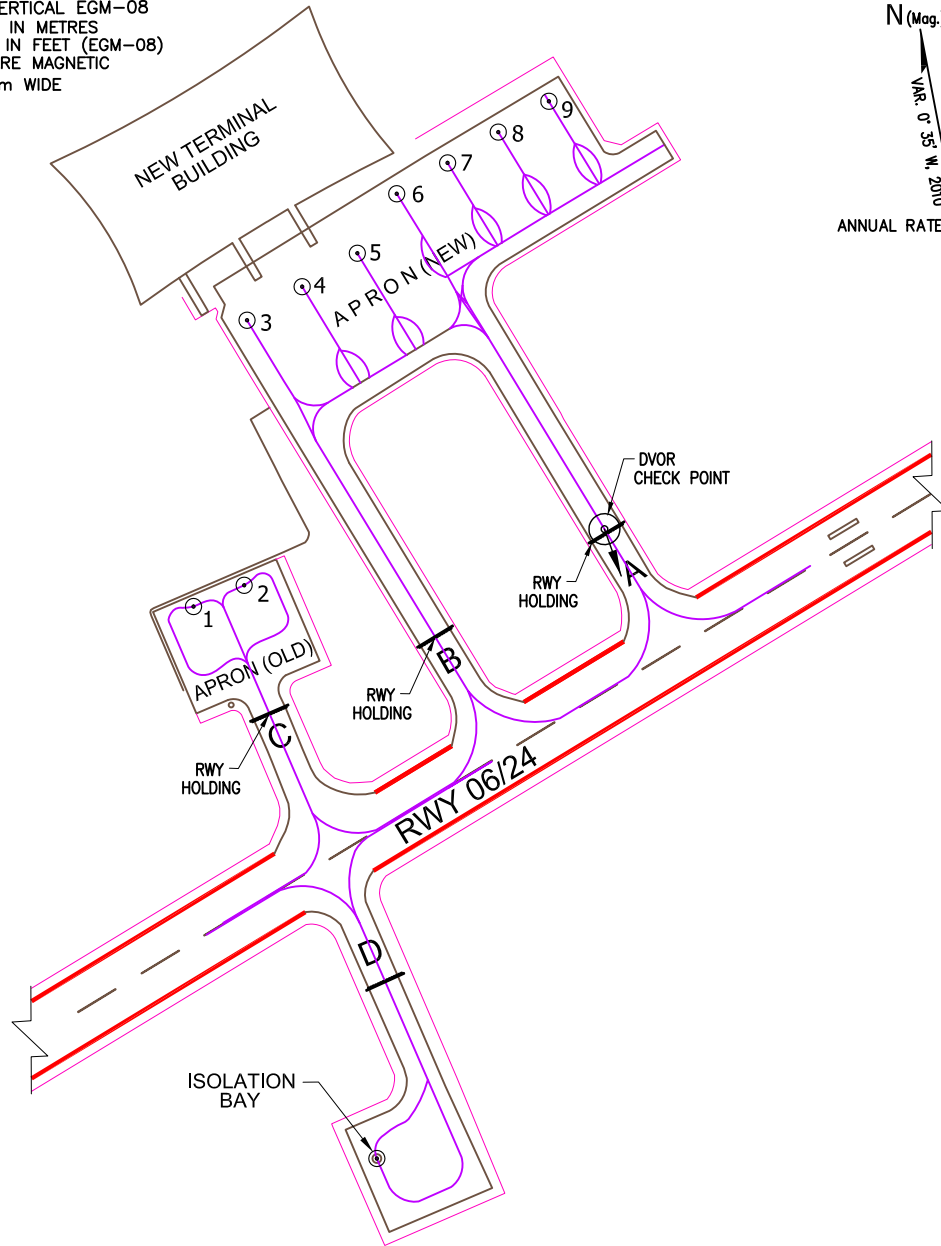 ERTICAL EGM-08
IN METRES
IN FEET (EGM-08)
RE MAGNETIC
m WIDE
N (Mag.)
VAR. 0° 35' W, 2010
ANNUAL RATE
NEW TERMINAL
BUILDING
9
8
7
6
5
4
3
APRON (NEW)
DVOR
CHECK POINT
RWY
HOLDING
A
2
1
APRON (OLD)
B
RWY
HOLDING
C
RWY
HOLDING
RWY 06/24
D
ISOLATION
BAY